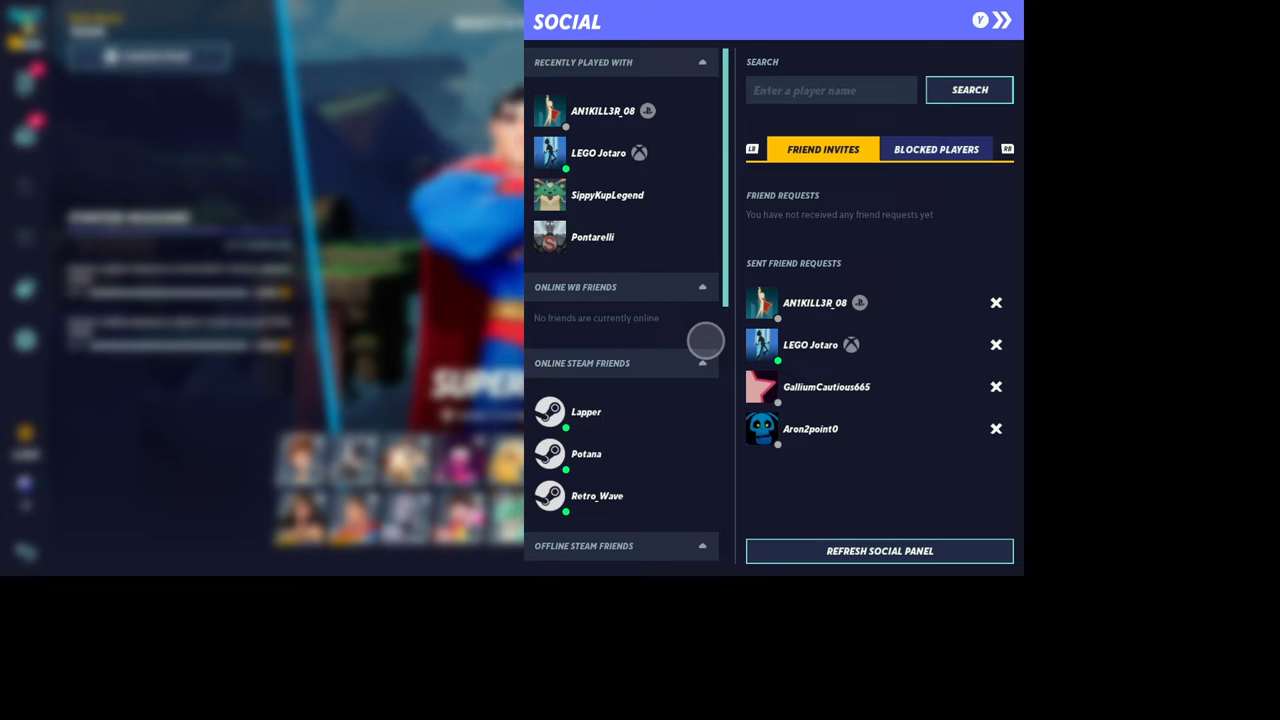 SOCIAL
Y
RECENTLY PLAYED WITH
AN1KILL3R_08
LEGO Jotaro
SippyKupLegend
Pontarelli
ONLINE WB FRIENDS
No friends are currently online
ONLINE STEAM FRIENDS
Lapper
Potana
Retro_Wave
OFFLINE STEAM FRIENDS
SEARCH
Enter a player name
SEARCH
LB
FRIEND INVITES
BLOCKED PLAYERS
RB
FRIEND REQUESTS
You have not received any friend requests yet
SENT FRIEND REQUESTS
AN1KILL3R_08
LEGO Jotaro
GalliumCautious665
Aron2point0
REFRESH SOCIAL PANEL
SUPER